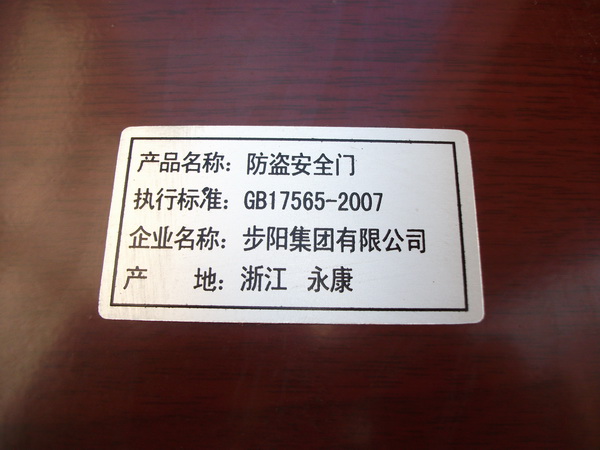 产品名称：防盗安全门
执行标准：GB17565-2007
企业名称：步阳集团有限公司
产　　地：浙江　永康